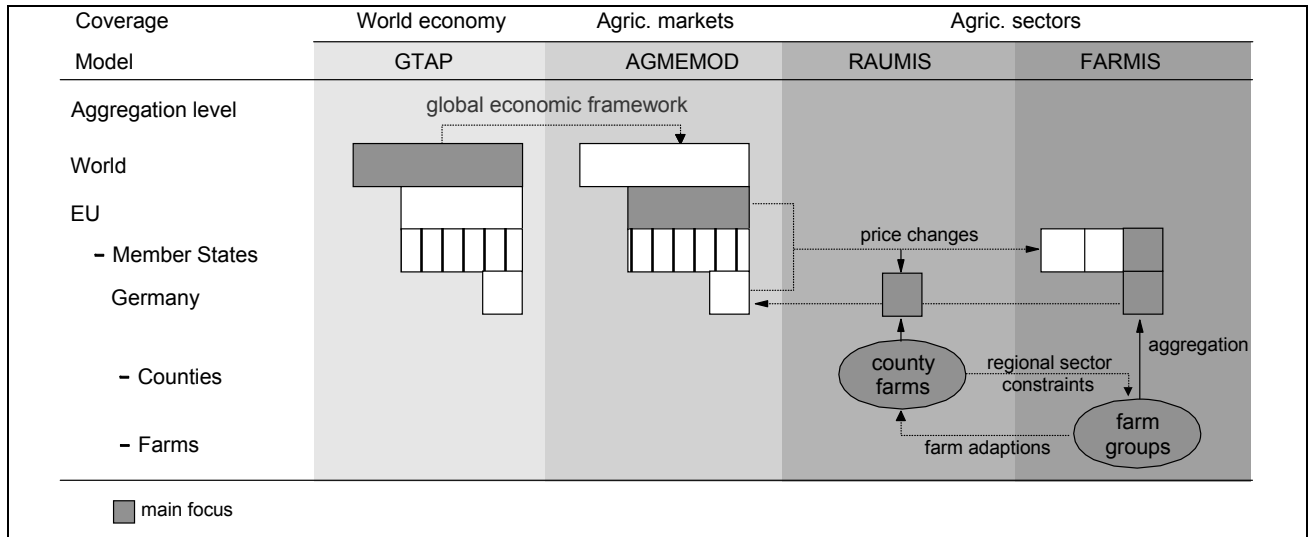 Coverage World economy Agric. markets Agric. sectors
Model GTAP AGMEMOD RAUMIS FARMIS
Aggregation level global economic framework
World
EU
price changes
– Member States
Germany
aggregation
county farms
regional sector constraints
– Counties
farm groups
– Farms
farm adaptions
main focus